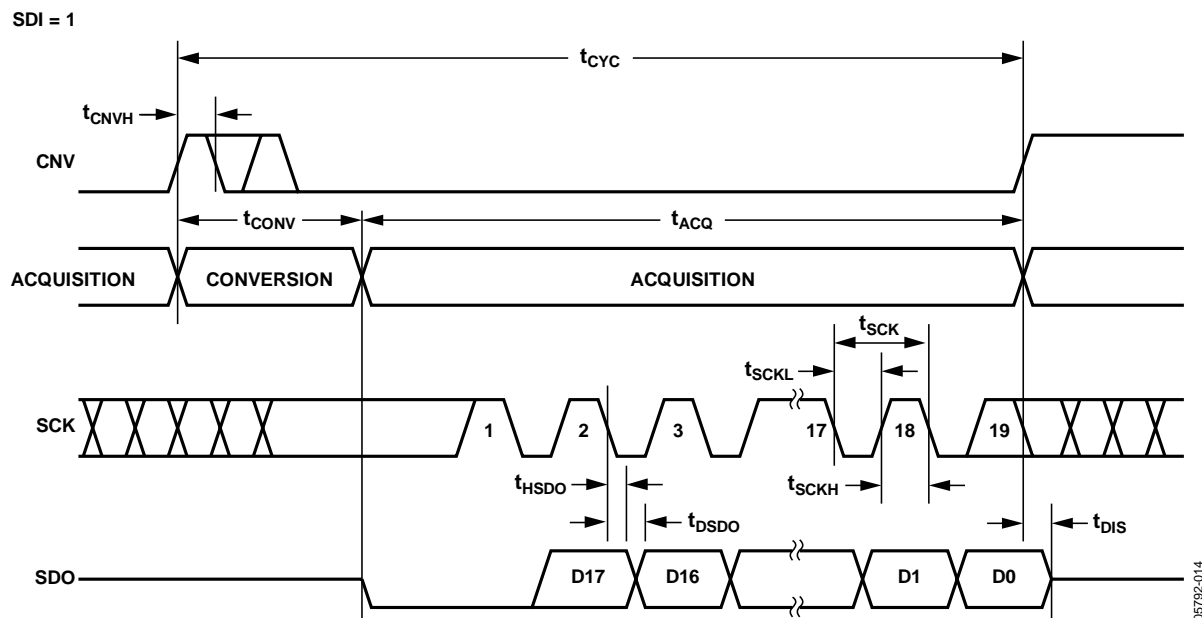 SDI = 1
tCYC
tCNVH
CNV
tCONV
tACQ
ACQUISITION
CONVERSION
ACQUISITION
tSCK
tSCKL
SCK
1
2
3
17
18
19
tHSDO
tDSDO
tSCKH
tDIS
SDO
D17
D16
D1
D0
05792-014